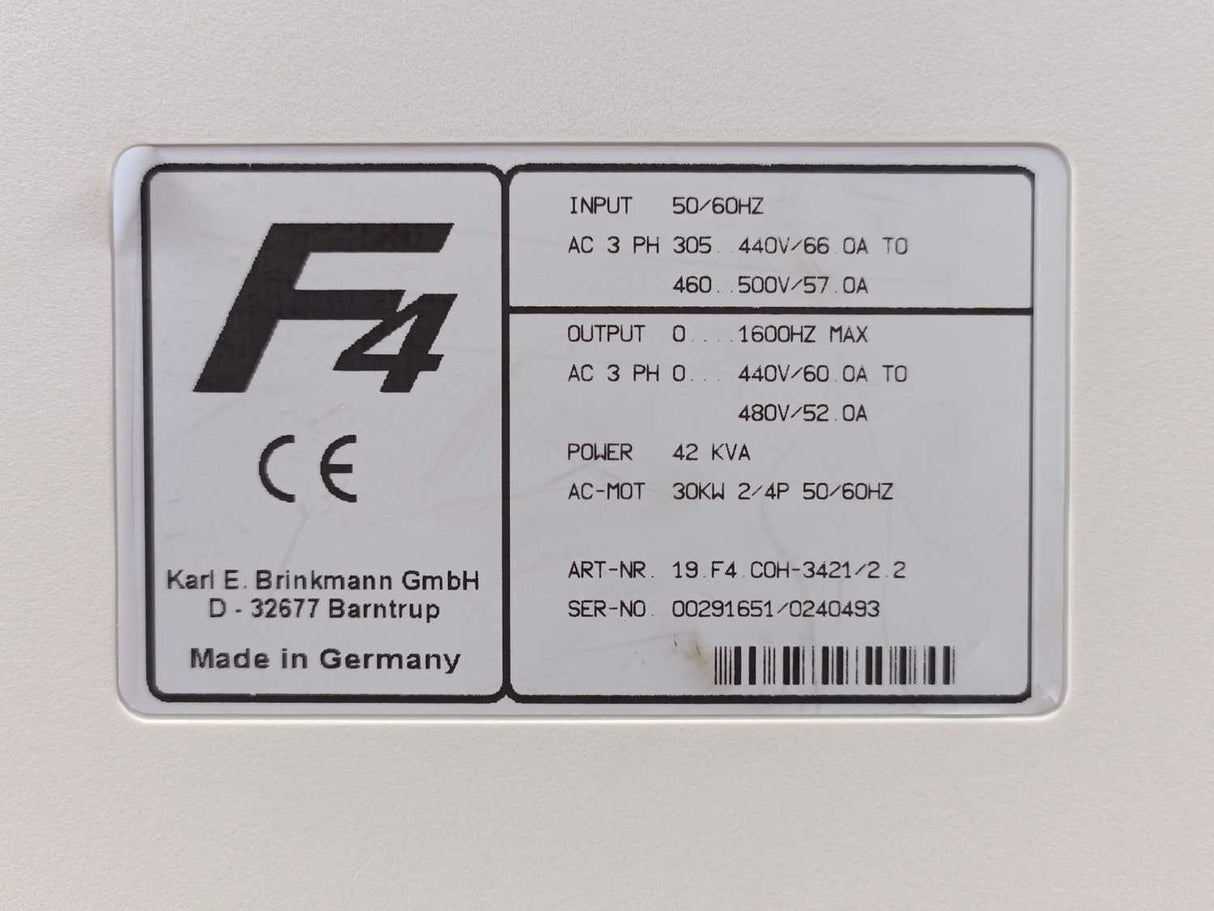 F4
CE
Karl E. Brinkmann GmbH
D - 32677 Barntrup
Made in Germany
INPUT 50/60HZ
AC 3 PH 305..440V/66.0A TO
460..500V/57.0A
OUTPUT 0....1600HZ MAX
AC 3 PH 0... 440V/60.0A TO
480V/52.0A
POWER 42 KVA
AC-MOT 30KW 2/4P 50/60HZ
ART-NR. 19.F4.C0H-3421/2.2
SER-NO. 00291651/0240493